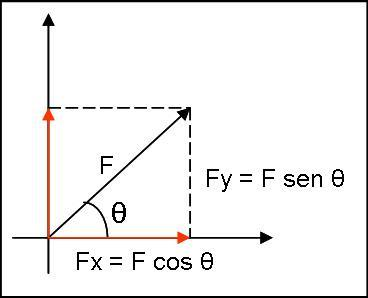 F
θ
Fy = F sen θ
Fx = F cos θ